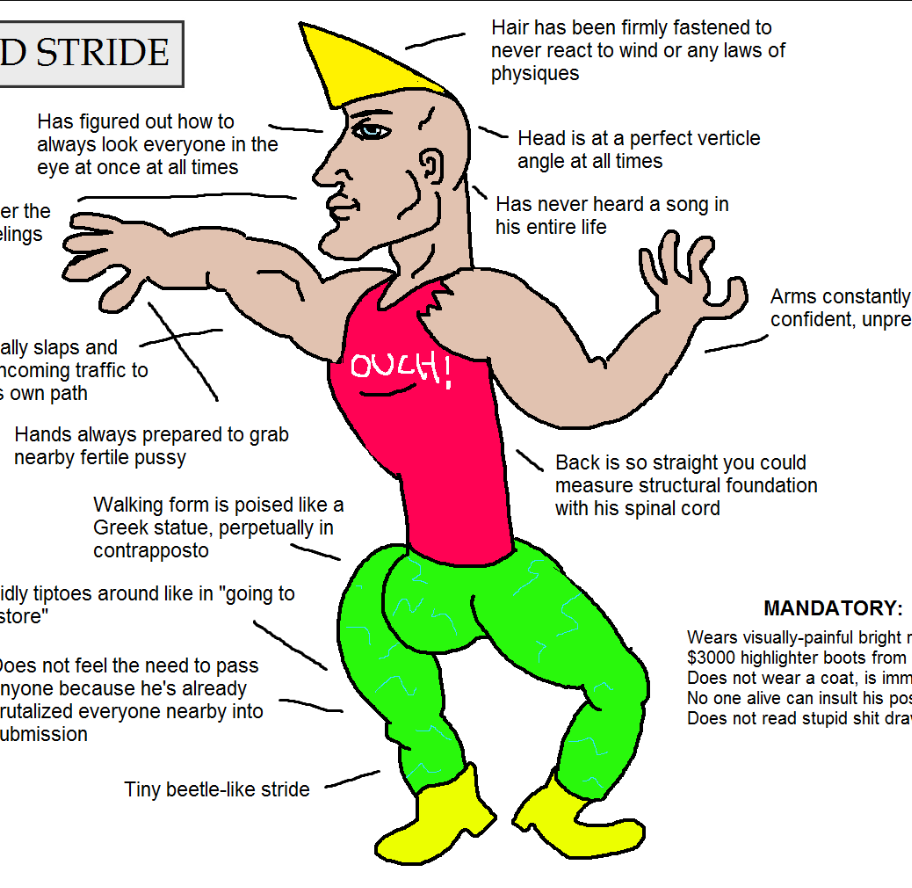 D STRIDE
Hair has been firmly fastened to
never react to wind or any laws of
physiques
Has figured out how to
always look everyone in the
eye at once at all times
Head is at a perfect verticle
angle at all times
er the
elings
Has never heard a song in
his entire life
Arms constantly
confident, unpre
ally slaps and
ncoming traffic to
s own path
OUCH!
Hands always prepared to grab
nearby fertile pussy
Back is so straight you could
measure structural foundation
with his spinal cord
Walking form is poised like a
Greek statue, perpetually in
contrapposto
idly tiptoes around like in "going to
store"
Does not feel the need to pass
nyone because he's already
rutalized everyone nearby into
ubmission
MANDATORY:
Wears visually-painful bright n
$3000 highlighter boots from
Does not wear a coat, is imm
No one alive can insult his pos
Does not read stupid shit draw
Tiny beetle-like stride